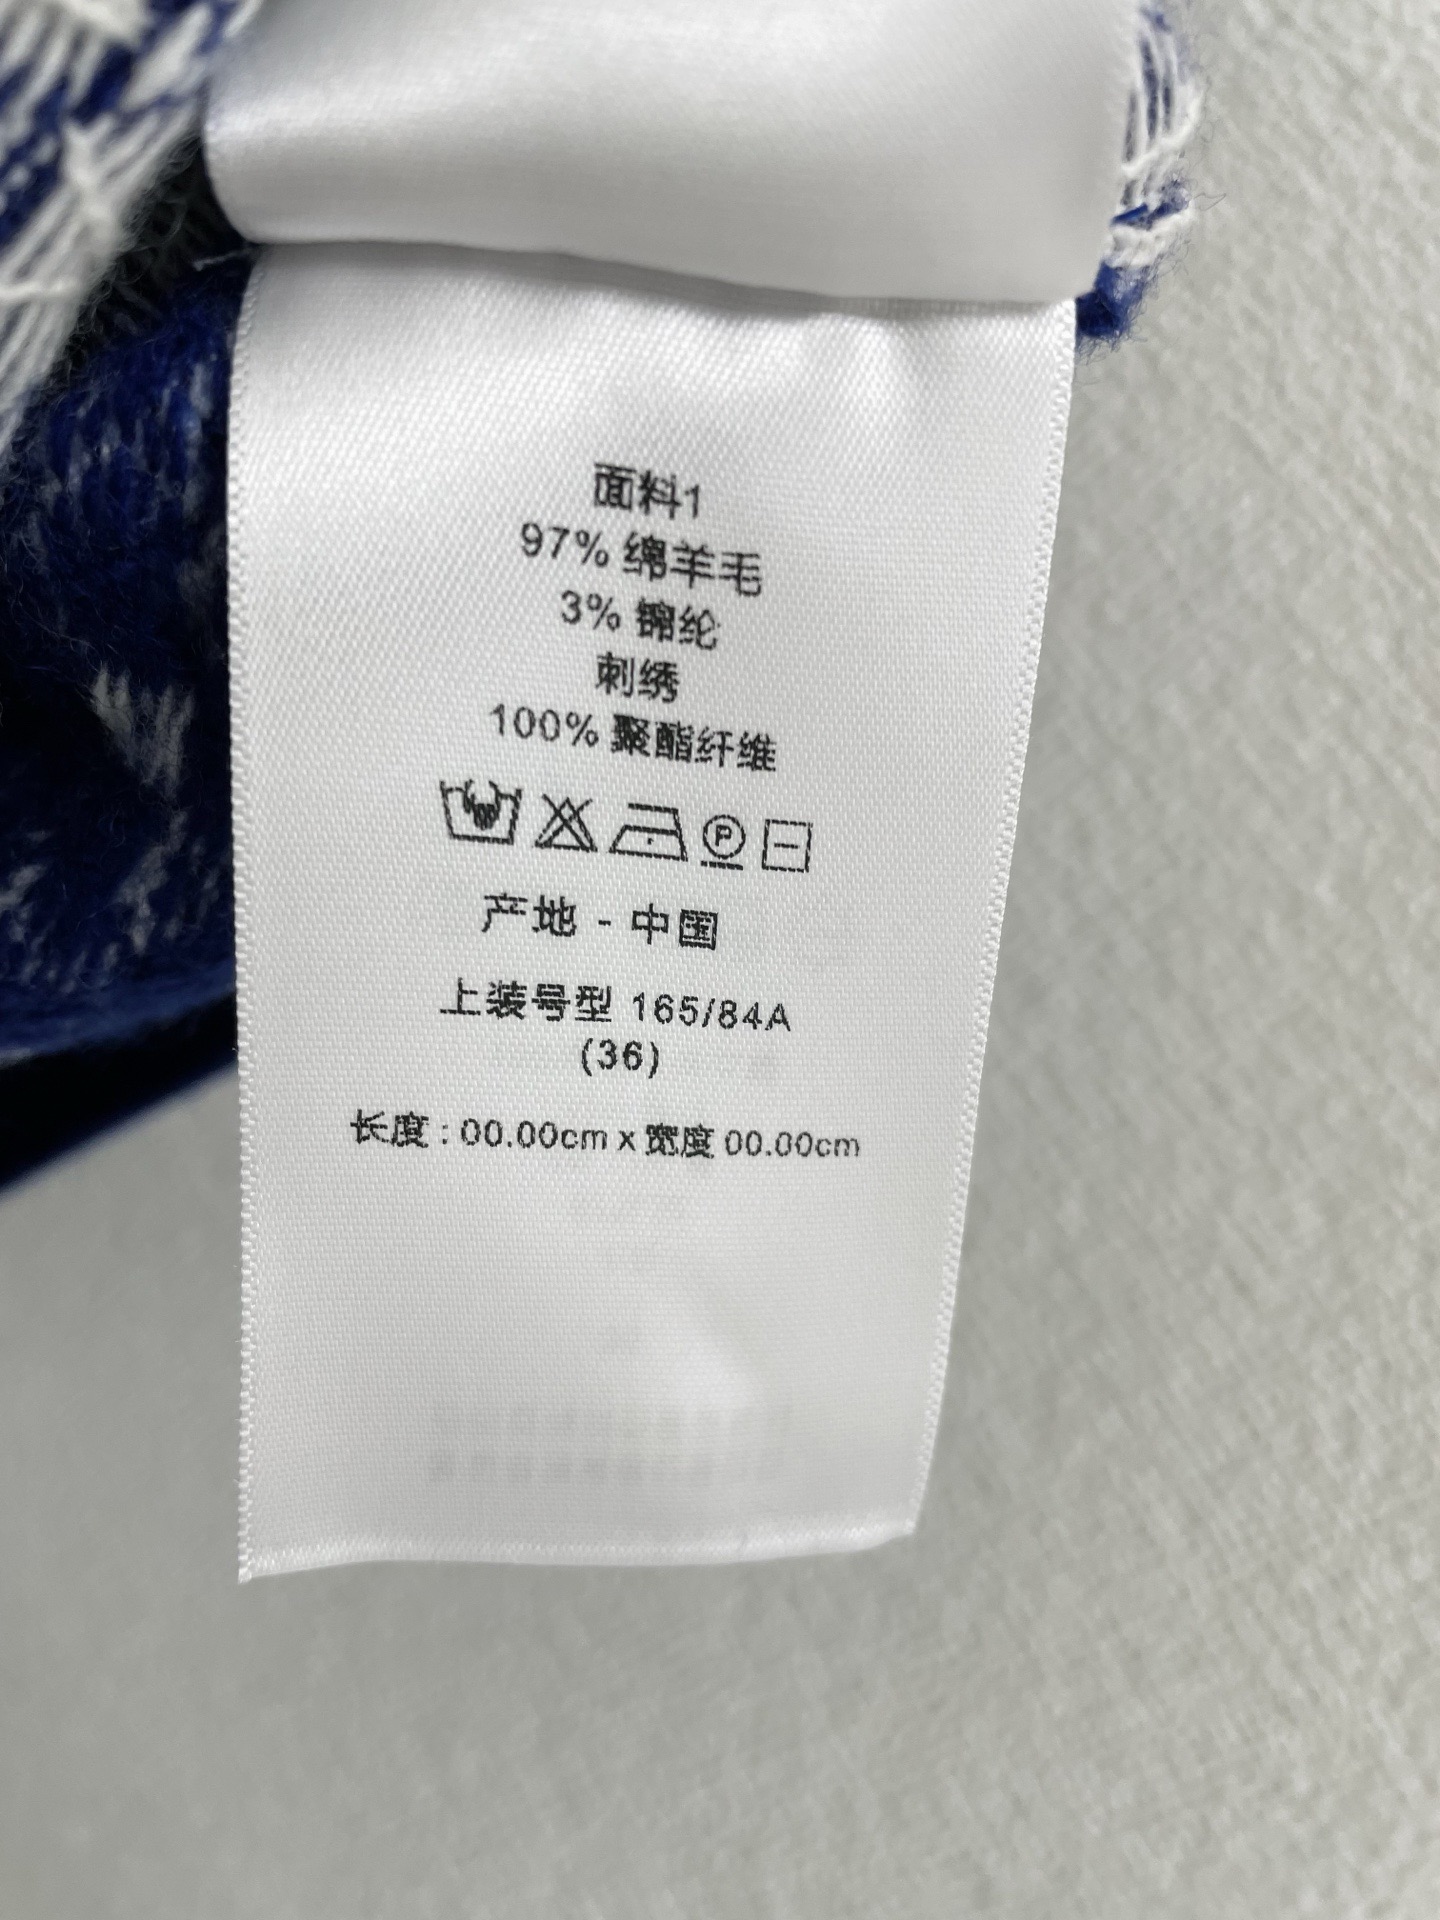 面料1
97% 绵羊毛
3% 锦纶
刺绣
100% 聚酯纤维
P
产地 - 中国
上装号型 165/84A
(36)
长度 : 00.00cm x 宽度 00.00cm